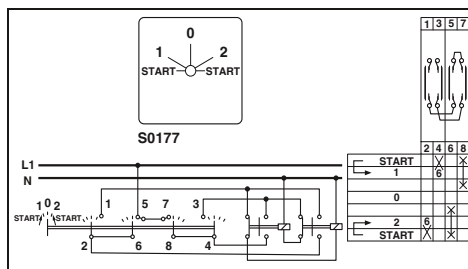 0
1 2
START START
S0177
1 3 5 7
2 4 6 8
START
1 6
0
2 6
START
L1
N
1 0 2
START START
1 5 7 3
2 6 8 4